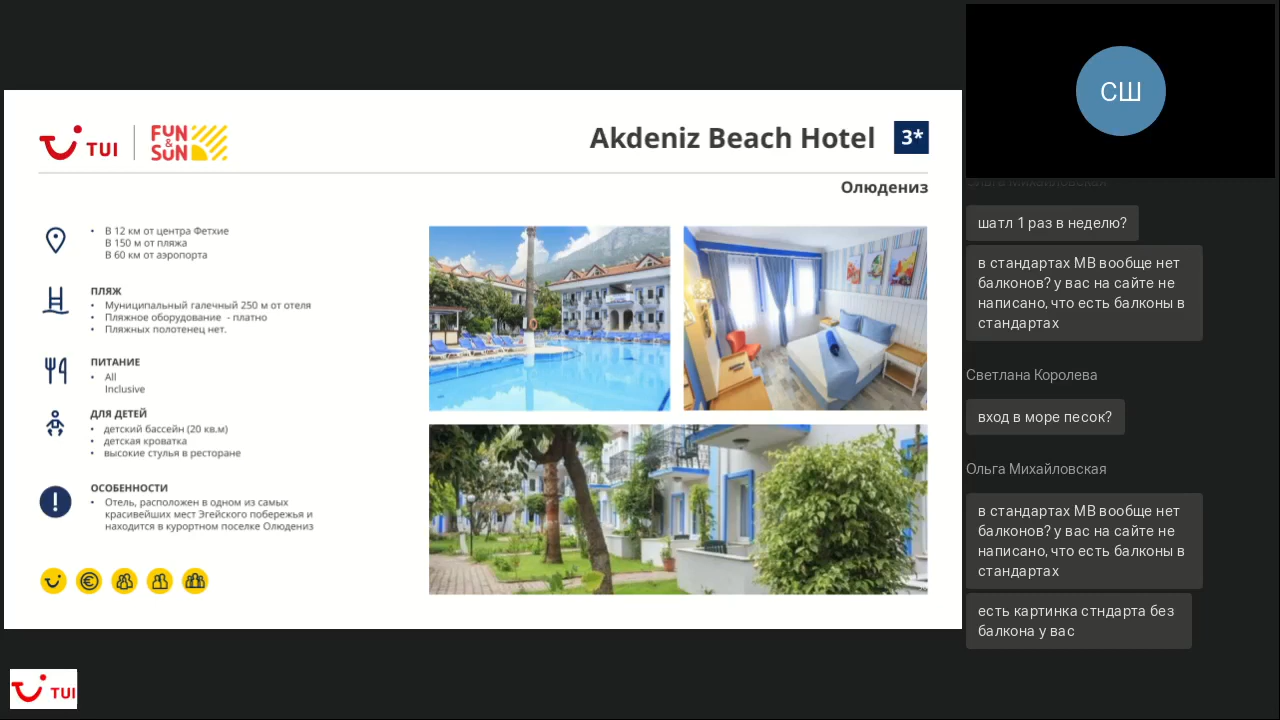 TUI
FUN
&
SUN
Akdeniz Beach Hotel 3*
Олюдениз
• В 12 км от центра Фетхие
В 150 м от пляжа
В 60 км от аэропорта
ПЛЯЖ
• Муниципальный галечный 250 м от отеля
• Пляжное оборудование - платно
• Пляжных полотенец нет.
ПИТАНИЕ
• All
Inclusive
ДЛЯ ДЕТЕЙ
• детский бассейн (20 кв.м)
• детская кроватка
• высокие стулья в ресторане
ОСОБЕННОСТИ
• Отель, расположен в одном из самых
красивейших мест Эгейского побережья и
находится в курортном поселке Олюдениз
TUI
СШ
шатл 1 раз в неделю?
в стандартах МВ вообще нет
балконов? у вас на сайте не
написано, что есть балконы в
стандартах
Светлана Королева
вход в море песок?
Ольга Михайловская
в стандартах МВ вообще нет
балконов? у вас на сайте не
написано, что есть балконы в
стандартах
есть картинка стндарта без
балкона у вас